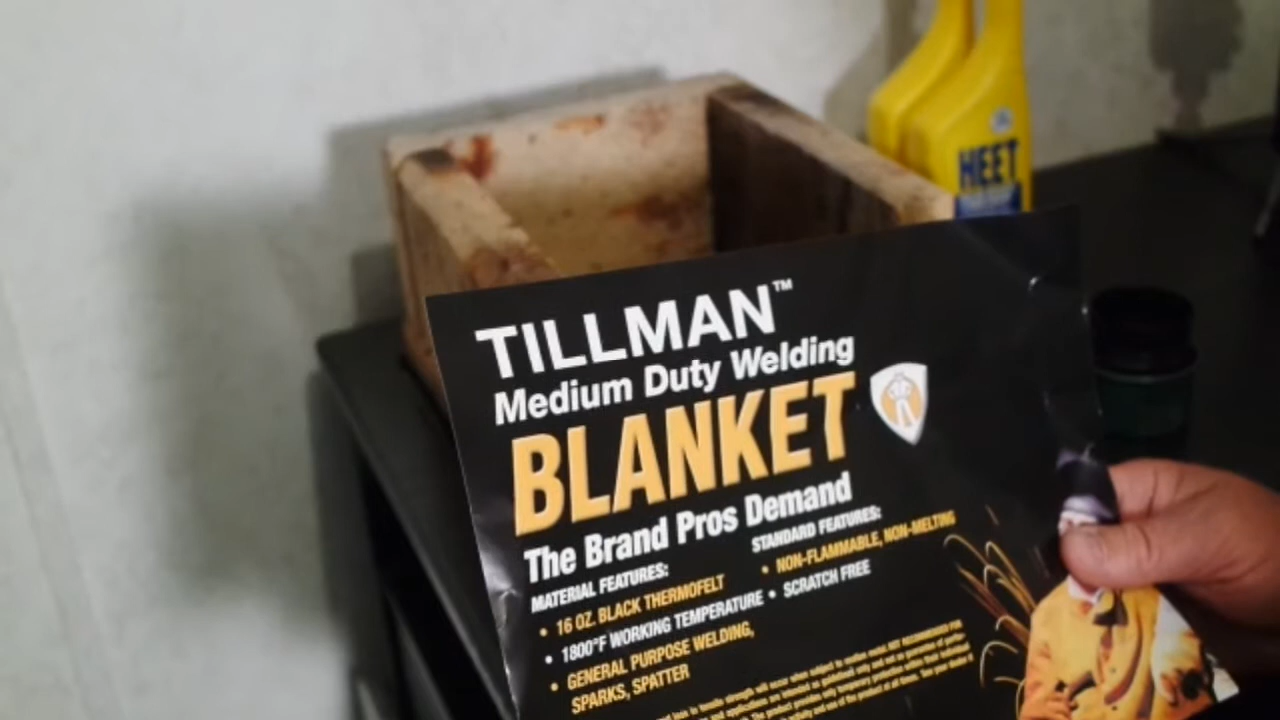 HEET
TILLMAN™
Medium Duty Welding
BLANKET
The Brand Pros Demand
MATERIAL FEATURES:
• 16 OZ. BLACK THERMOFELT
• 1800°F WORKING TEMPERATURE
• GENERAL PURPOSE WELDING,
SPARKS, SPATTER
STANDARD FEATURES:
• NON-FLAMMABLE, NON-MELTING
• SCRATCH FREE